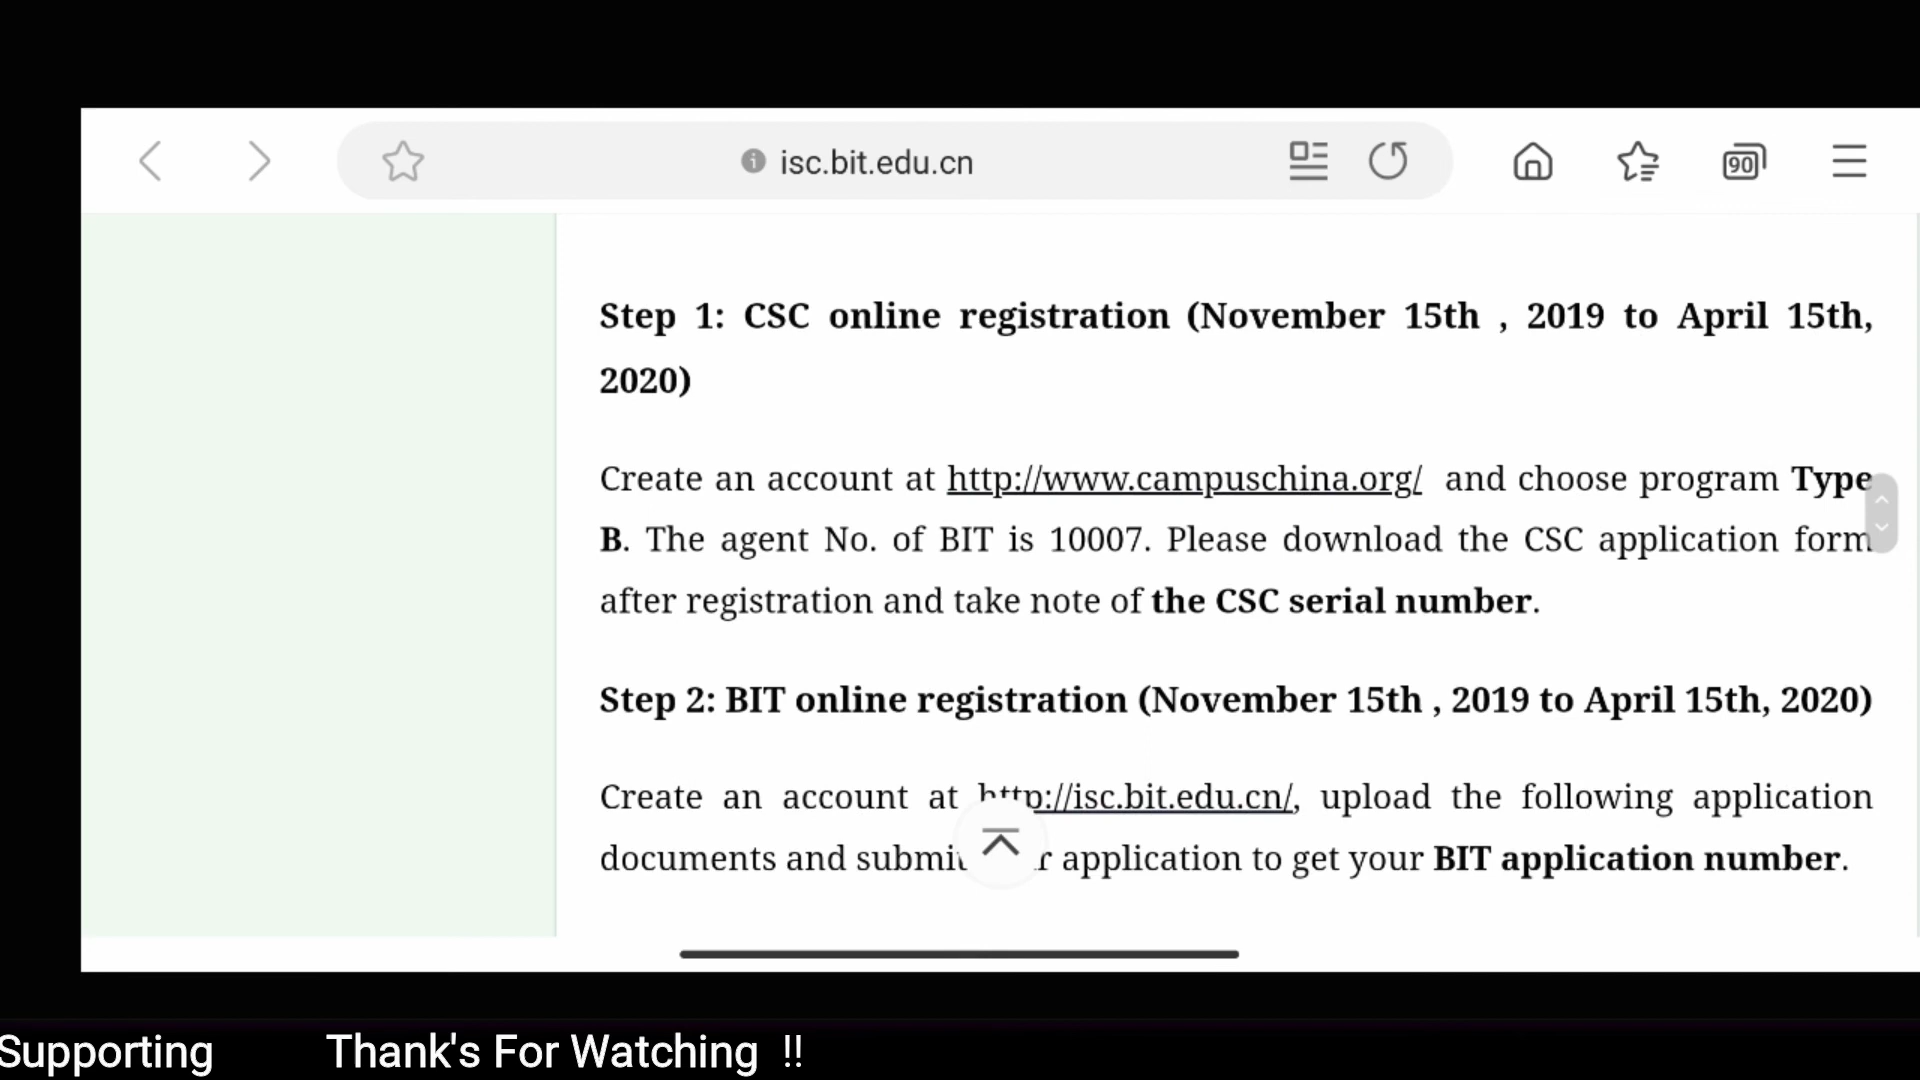 isc.bit.edu.cn
90
Step 1: CSC online registration (November 15th , 2019 to April 15th,
2020)
Create an account at http://www.campuschina.org/ and choose program Type
B. The agent No. of BIT is 10007. Please download the CSC application form
after registration and take note of the CSC serial number.
Step 2: BIT online registration (November 15th , 2019 to April 15th, 2020)
Create an account at http://isc.bit.edu.cn/, upload the following application
documents and submit application to get your BIT application number.
Supporting Thank's For Watching !!